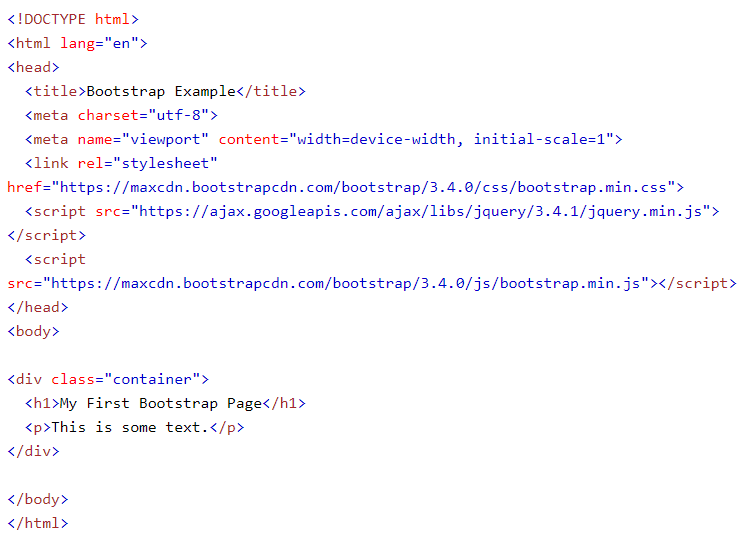 <!DOCTYPE html>
<html lang="en">
<head>
  <title>Bootstrap Example</title>
  <meta charset="utf-8">
  <meta name="viewport" content="width=device-width, initial-scale=1">
  <link rel="stylesheet"
href="https://maxcdn.bootstrapcdn.com/bootstrap/3.4.0/css/bootstrap.min.css">
  <script src="https://ajax.googleapis.com/ajax/libs/jquery/3.4.1/jquery.min.js">
</script>
  <script
src="https://maxcdn.bootstrapcdn.com/bootstrap/3.4.0/js/bootstrap.min.js"></script>
</head>
<body>

<div class="container">
  <h1>My First Bootstrap Page</h1>
  <p>This is some text.</p>
</div>

</body>
</html>